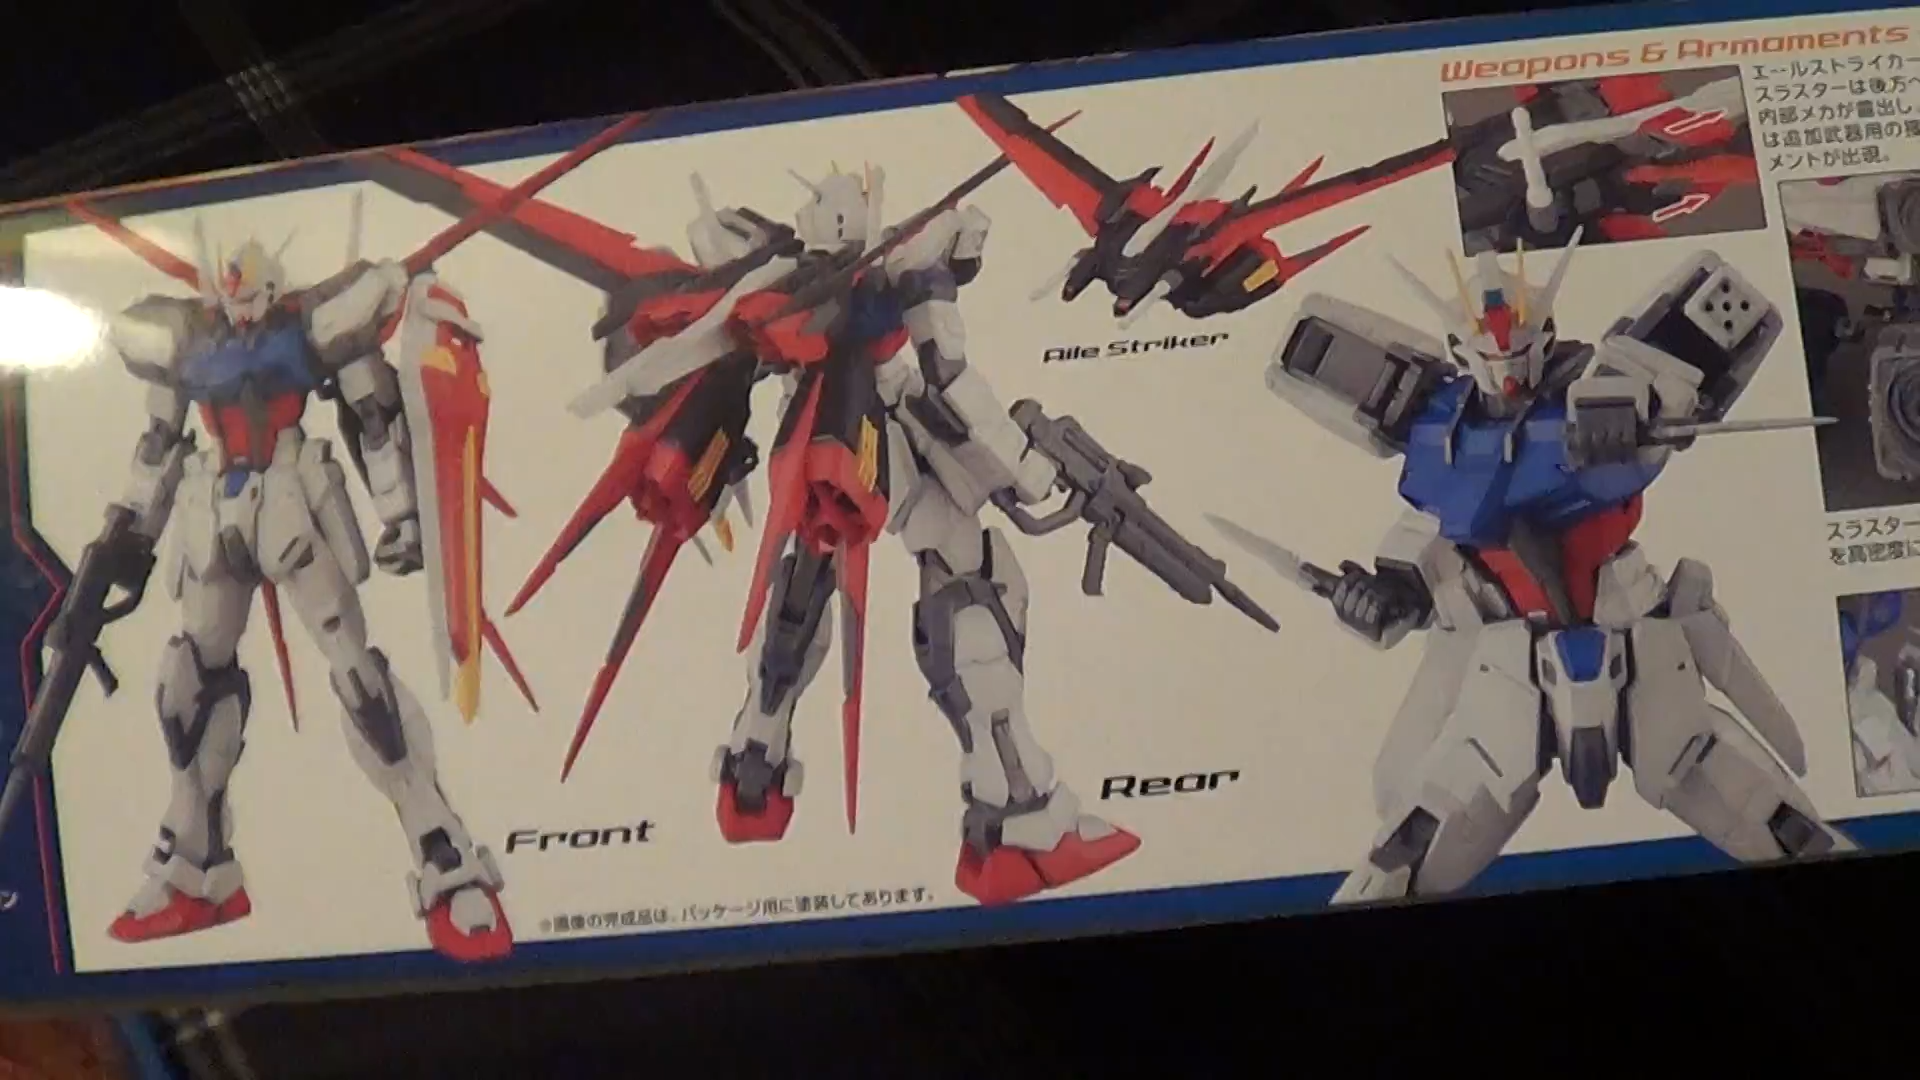 Weapons & Armaments
エールストライカー
スラスターは後方へ
内部メカが露出し
は追加武器用の
メントが出現。
Aile Striker
スラスター
を高密度に
Rear
Front
※画像の完成品は、パッケージ用に塗装してあります。
ン